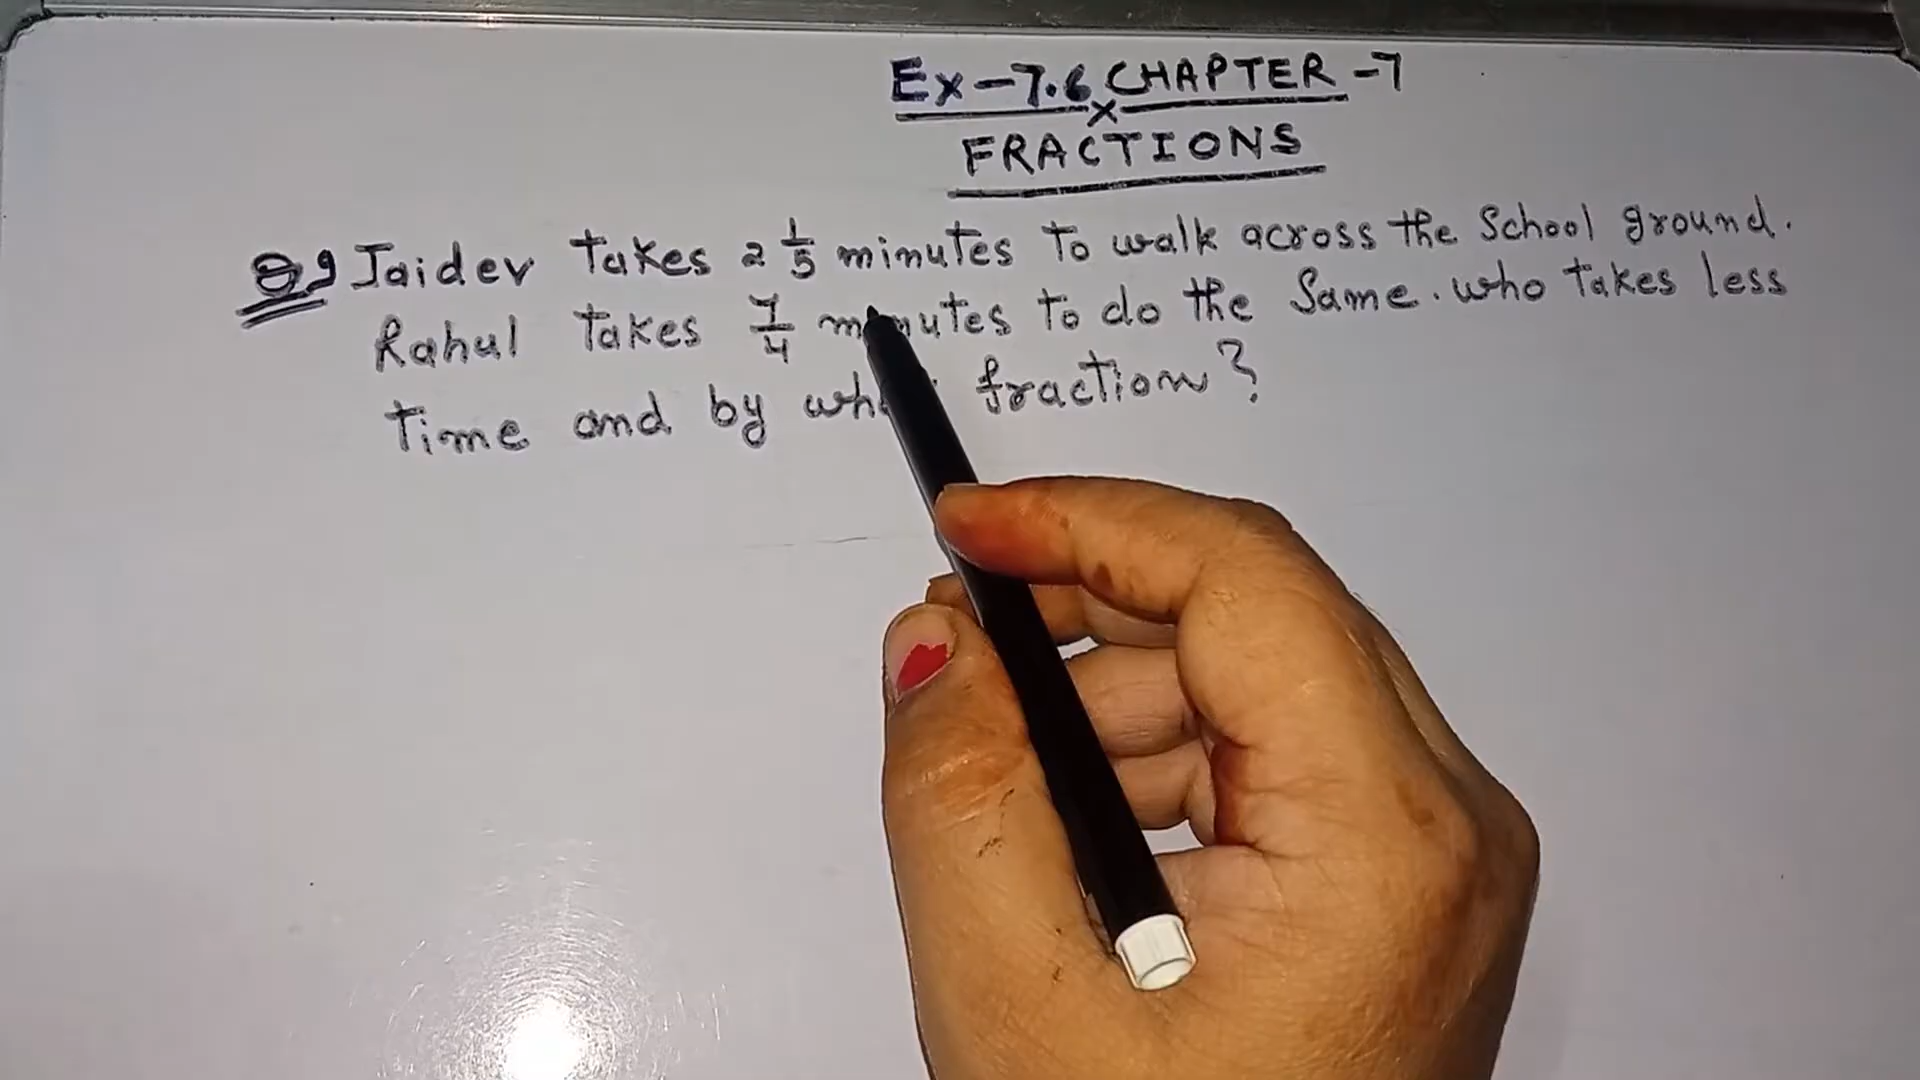 Ex-7.6 CHAPTER-7
FRACTIONS
Q9 Jaidev takes 2 1/5 minutes to walk across the School ground.
Rahul takes 7/4 minutes to do the Same. who takes less
time and by fraction?